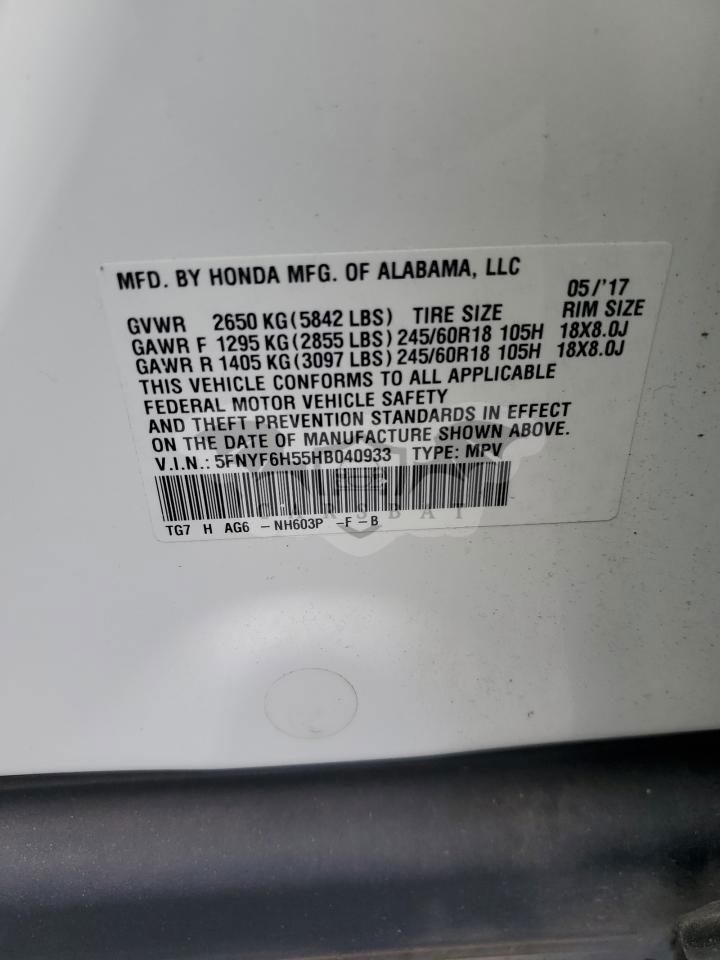 MFD. BY HONDA MFG. OF ALABAMA, LLC 05/'17
GVWR 2650 KG(5842 LBS) TIRE SIZE RIM SIZE
GAWR F 1295 KG(2855 LBS)245/60R18 105H 18X8.0J
GAWR R 1405 KG(3097 LBS)245/60R18 105H 18X8.0J
THIS VEHICLE CONFORMS TO ALL APPLICABLE
FEDERAL MOTOR VEHICLE SAFETY
AND THEFT PREVENTION STANDARDS IN EFFECT
ON THE DATE OF MANUFACTURE SHOWN ABOVE.
V.I.N.: 5FNYF6H55HB040933 TYPE: MPV
TG7 H AG6 -NH603P -F-B